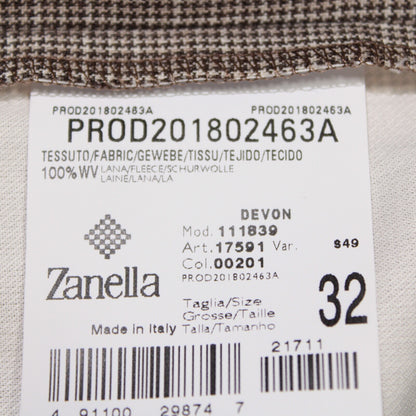 PROD201802463A PROD201802463A
PROD201802463A
TESSUTO/FABRIC/GEWEBE/TISSU/TEJIDO/TECIDO
100%WV LANA/FLEECE/SCHURWOLLE
LAINE/LANA/LA
DEVON
Mod. 111839
Art. 17591 Var. S49
Col. 00201
PROD201802463A
Zanella
Taglia/Size
Grosse/Taille
Talla/Tamanho
32
Made in Italy
21711
4 91100 29874 7